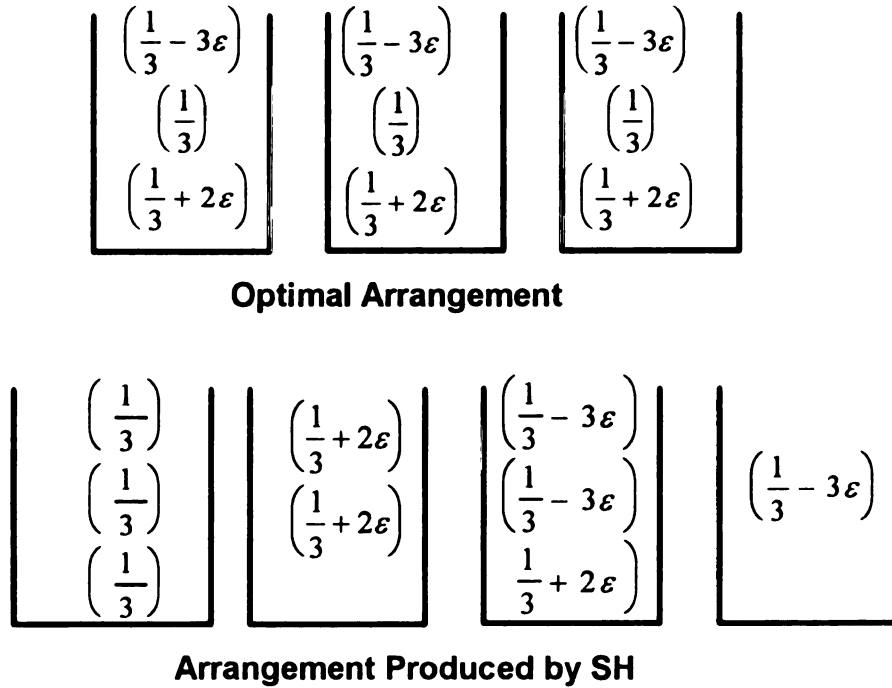 (1/3 − 3ε) (1/3 − 3ε) (1/3 − 3ε)
(1/3) (1/3) (1/3)
(1/3 + 2ε) (1/3 + 2ε) (1/3 + 2ε)
Optimal Arrangement
(1/3) (1/3 + 2ε) (1/3 − 3ε) (1/3 − 3ε)
(1/3) (1/3 + 2ε) (1/3 − 3ε)
(1/3) 1/3 + 2ε)
Arrangement Produced by SH